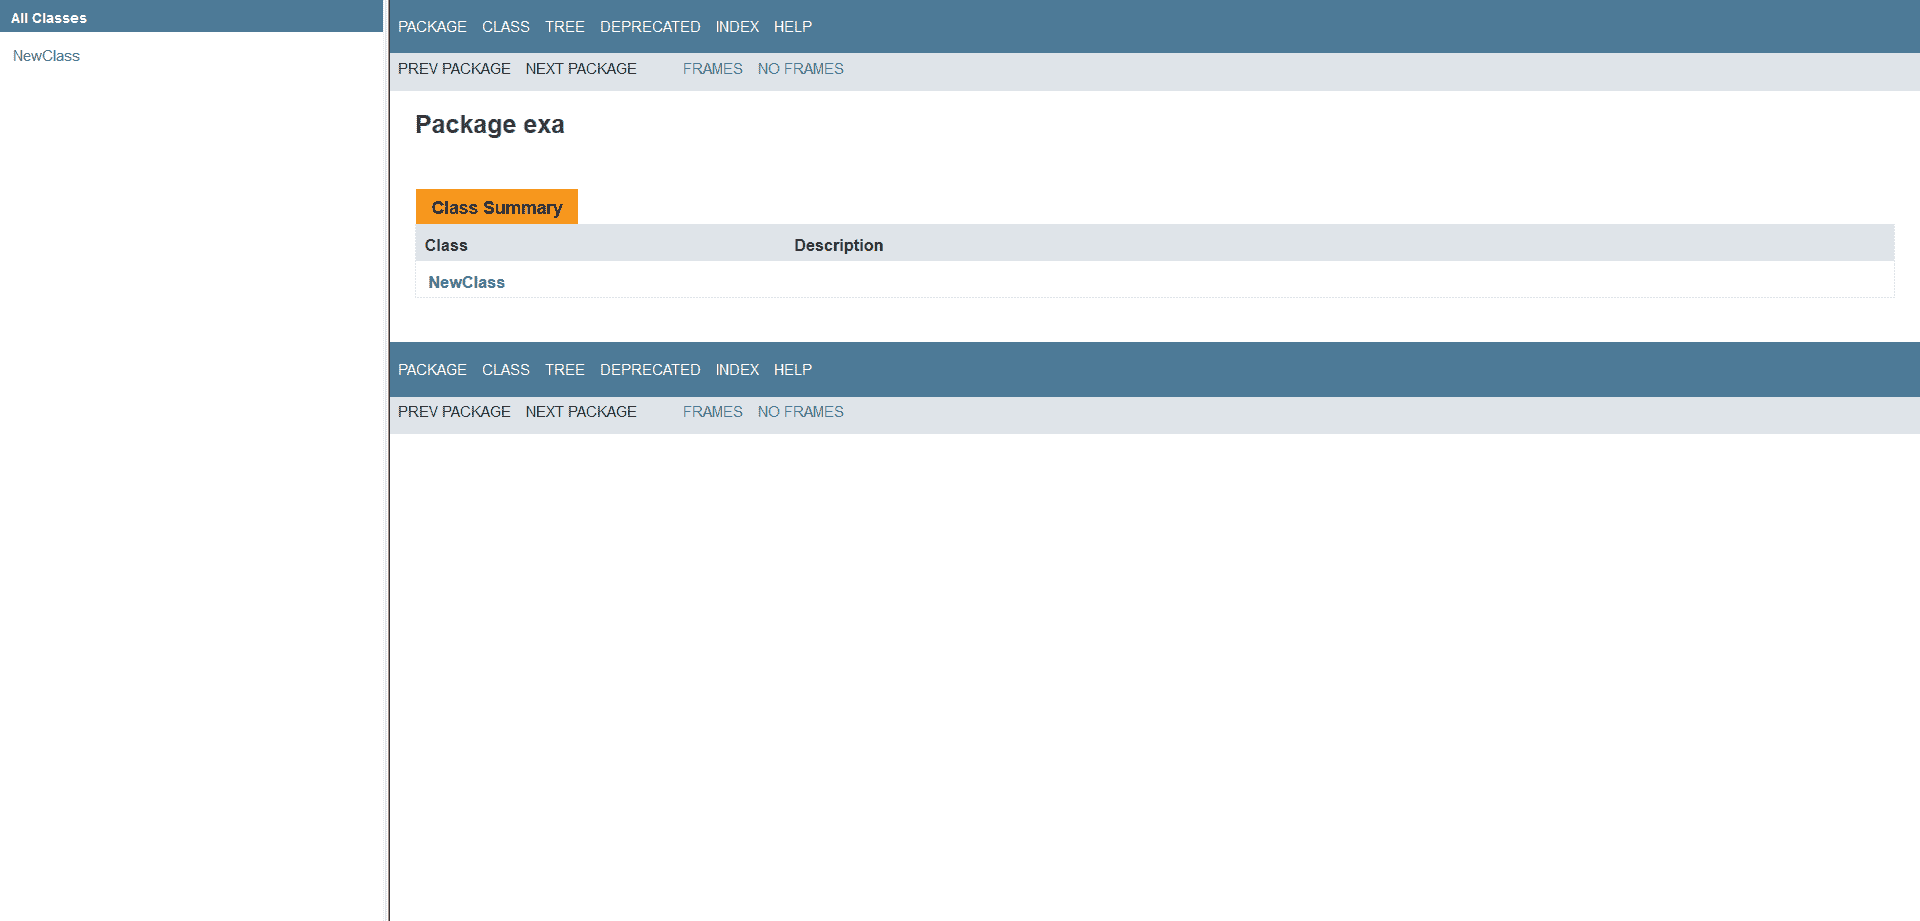 All Classes
NewClass
PACKAGE CLASS TREE DEPRECATED INDEX HELP
PREV PACKAGE NEXT PACKAGE FRAMES NO FRAMES
Package exa
Class Summary
Class Description
NewClass
PACKAGE CLASS TREE DEPRECATED INDEX HELP
PREV PACKAGE NEXT PACKAGE FRAMES NO FRAMES